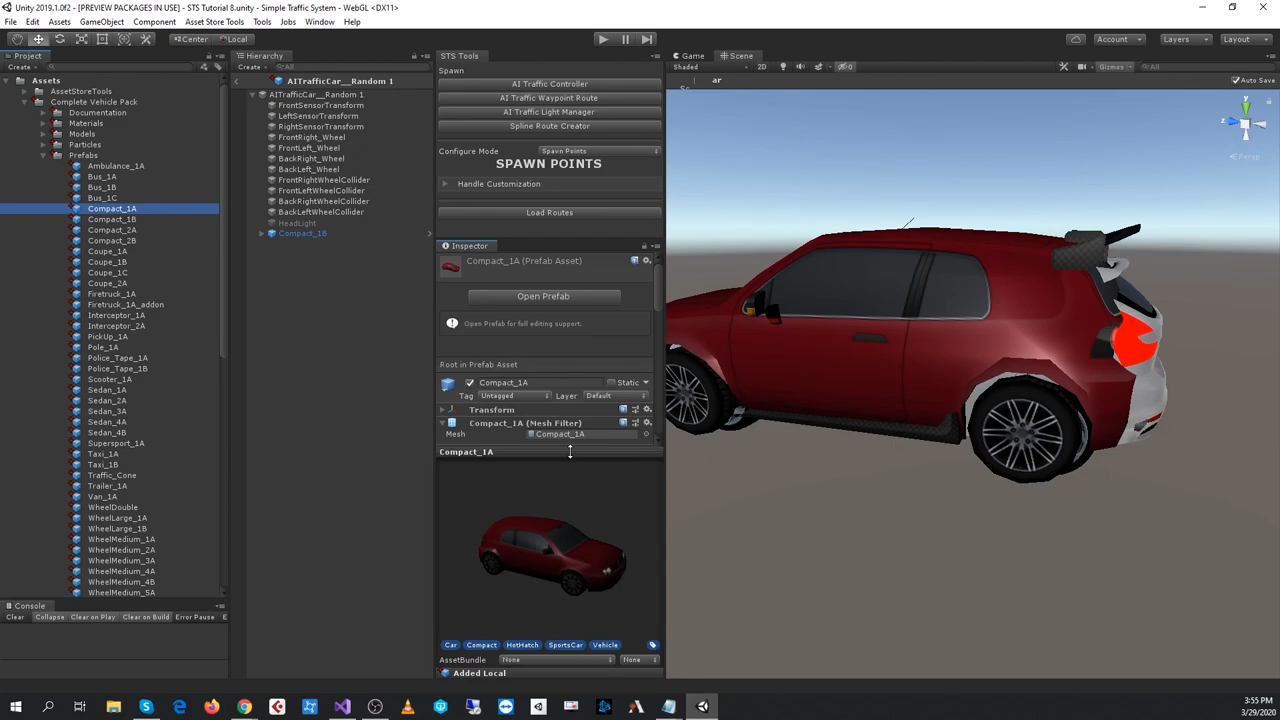 Unity 2019.1.0f2 - [PREVIEW PACKAGES IN USE] - STS Tutorial 8.unity - Simple Traffic System - WebGL <DX11>
File Edit Assets GameObject Component Asset Store Tools Tools Jobs Window Help
Center Local Account Layers Layout
Project
Create
Assets
AssetStoreTools
Complete Vehicle Pack
Documentation
Materials
Models
Particles
Prefabs
Ambulance_1A
Bus_1A
Bus_1B
Bus_1C
Compact_1A
Compact_1B
Compact_2A
Compact_2B
Coupe_1A
Coupe_1B
Coupe_1C
Coupe_2A
Firetruck_1A
Firetruck_1A_addon
Interceptor_1A
Interceptor_2A
PickUp_1A
Pole_1A
Police_Tape_1A
Police_Tape_1B
Scooter_1A
Sedan_1A
Sedan_2A
Sedan_3A
Sedan_4A
Sedan_4B
Supersport_1A
Taxi_1A
Taxi_1B
Traffic_Cone
Trailer_1A
Van_1A
WheelDouble
WheelLarge_1A
WheelLarge_1B
WheelMedium_1A
WheelMedium_2A
WheelMedium_3A
WheelMedium_4A
WheelMedium_4B
WheelMedium_5A
Console
Clear Collapse Clear on Play Clear on Build Error Pause E
Hierarchy
Create All
AITrafficCar__Random 1
AITrafficCar__Random 1
FrontSensorTransform
LeftSensorTransform
RightSensorTransform
FrontRight_Wheel
FrontLeft_Wheel
BackRight_Wheel
BackLeft_Wheel
FrontRightWheelCollider
FrontLeftWheelCollider
BackRightWheelCollider
BackLeftWheelCollider
HeadLight
Compact_1B
STS Tools
Spawn
AI Traffic Controller
AI Traffic Waypoint Route
AI Traffic Light Manager
Spline Route Creator
Configure Mode Spawn Points
SPAWN POINTS
Handle Customization
Load Routes
Inspector
Compact_1A (Prefab Asset)
Open Prefab
Open Prefab for full editing support.
Root in Prefab Asset
Compact_1A Static
Tag Untagged Layer Default
Transform
Compact_1A (Mesh Filter)
Mesh Compact_1A
Compact_1A
Car Compact HotHatch SportsCar Vehicle
AssetBundle None None
Added Local
Game Scene
Shaded 2D 0 Gizmos All
ar
Auto Save
y
z
Persp
3:55 PM
3/29/2020